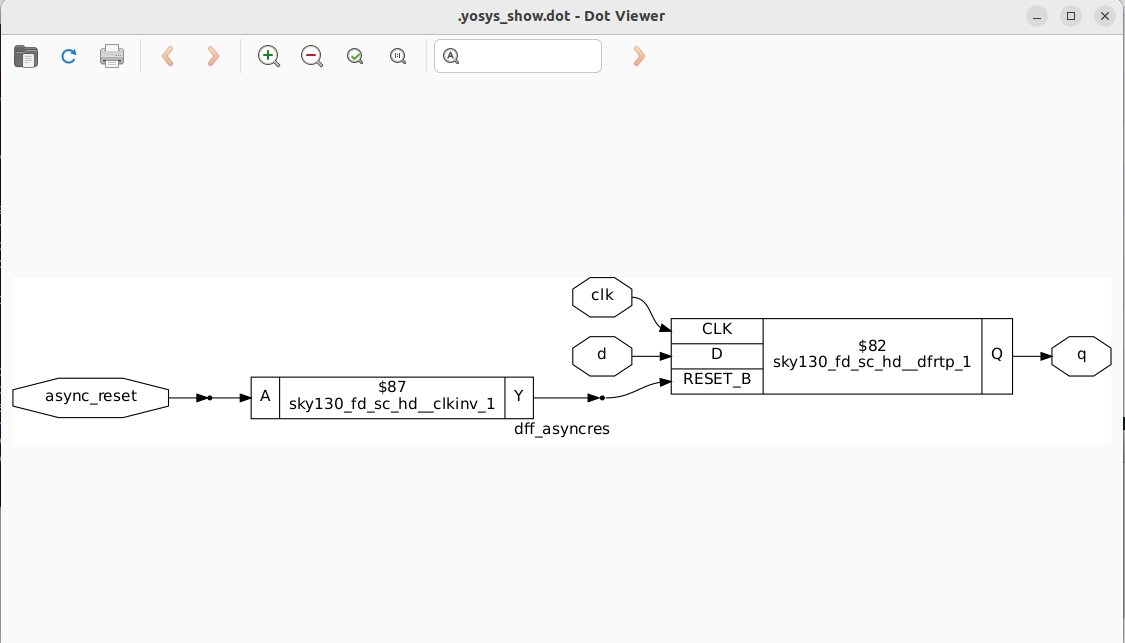 .yosys_show.dot - Dot Viewer
clk
CLK
d
D
RESET_B
$82
sky130_fd_sc_hd__dfrtp_1
Q
q
async_reset
A
$87
sky130_fd_sc_hd__clkinv_1
Y
dff_asyncres